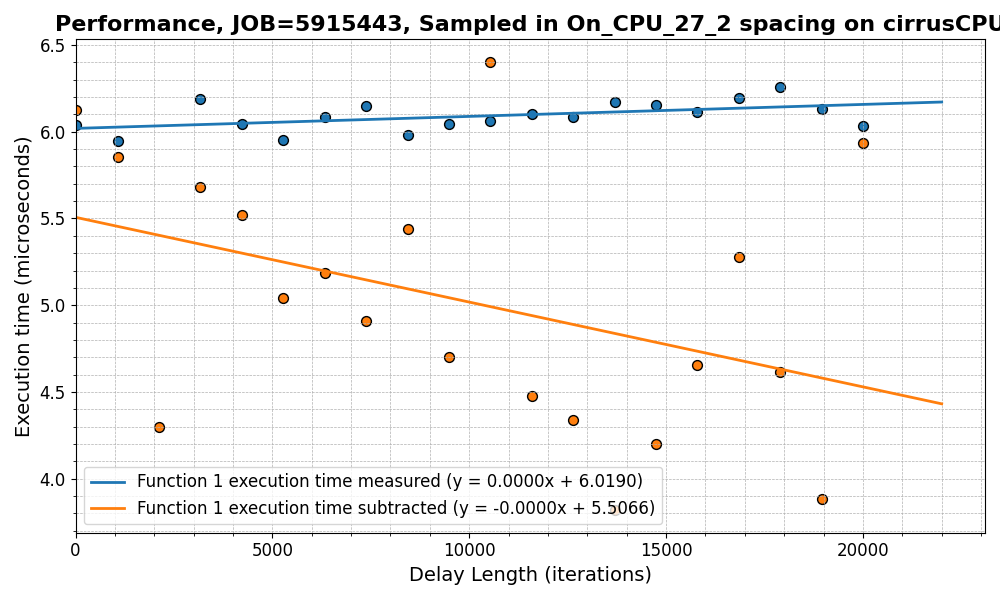 Performance, JOB=5915443, Sampled in On_CPU_27_2 spacing on cirrusCPU
Execution time (microseconds)
6.5
6.0
5.5
5.0
4.5
4.0
Function 1 execution time measured (y = 0.0000x + 6.0190)
Function 1 execution time subtracted (y = -0.0000x + 5.5066)
0 5000 10000 15000 20000
Delay Length (iterations)